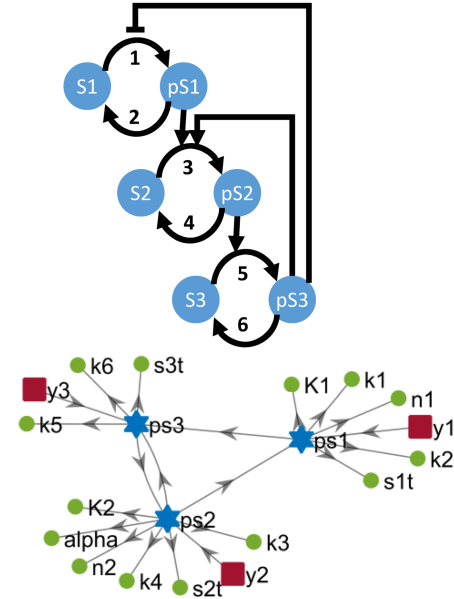 1
S1
pS1
2
3
S2
pS2
4
5
S3
pS3
6
k6
s3t
y3
k5
ps3
K1
k1
n1
y1
ps1
k2
s1t
K2
ps2
alpha
k3
n2
y2
k4
s2t